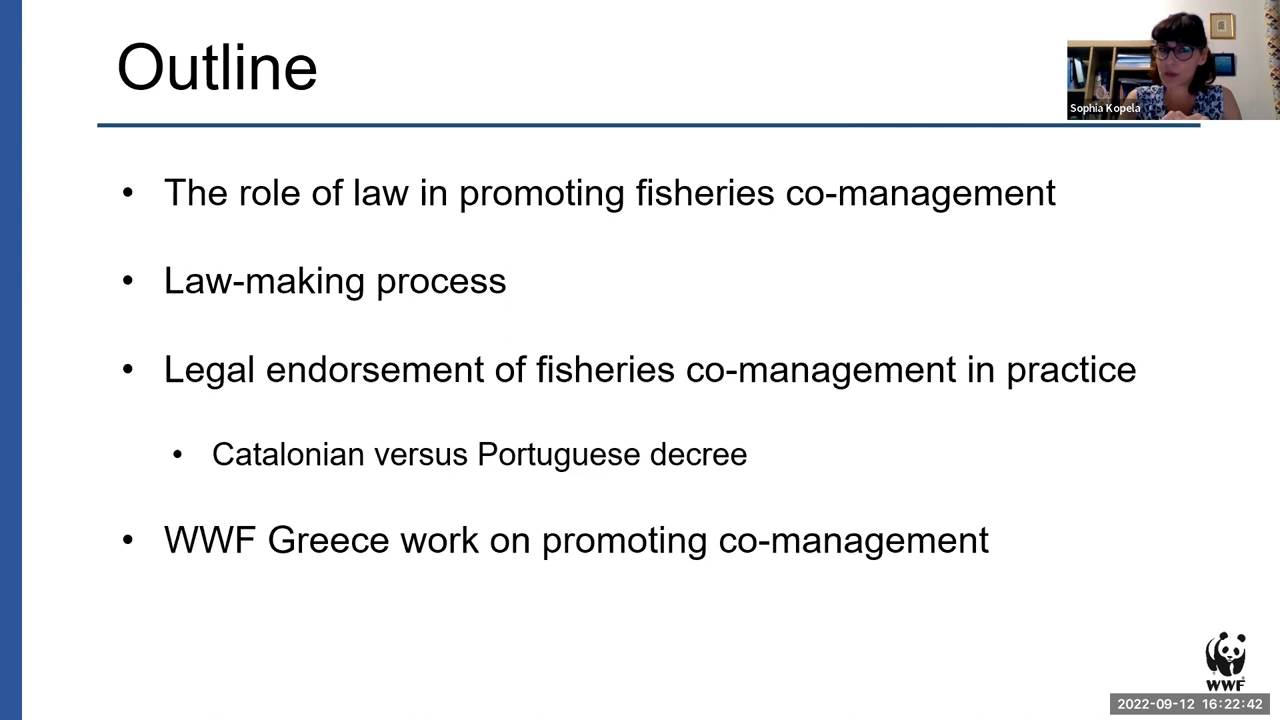 Outline
Sophia Kopela
• The role of law in promoting fisheries co-management
• Law-making process
• Legal endorsement of fisheries co-management in practice
• Catalonian versus Portuguese decree
• WWF Greece work on promoting co-management
WWF
2022-09-12 16:22:42